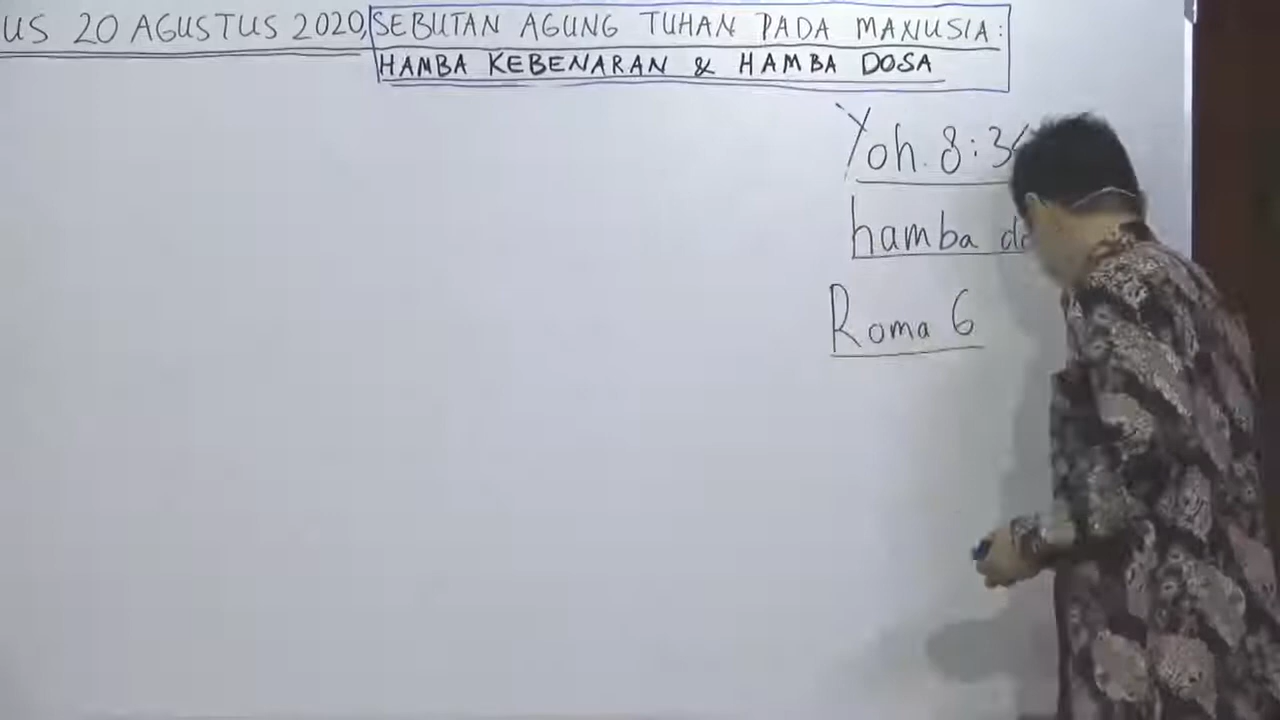 US 20 AGUSTUS 2020, SEBUTAN AGUNG TUHAN PADA MANUSIA:
HAMBA KEBENARAN & HAMBA DOSA
Yoh. 8:3
hamba
Roma 6